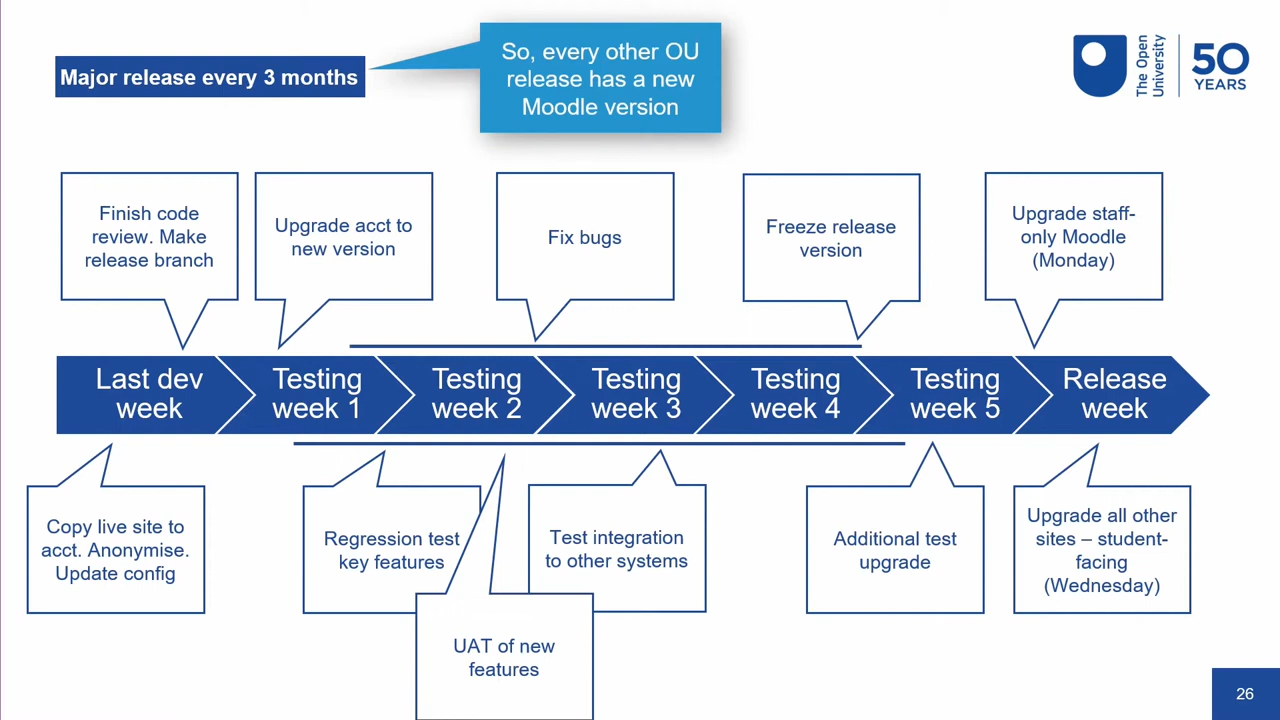 Major release every 3 months
So, every other OU
release has a new
Moodle version
The Open
University
50
YEARS
Finish code
review. Make
release branch
Upgrade acct to
new version
Fix bugs
Freeze release
version
Upgrade staff-
only Moodle
(Monday)
Last dev
week
Testing
week 1
Testing
week 2
Testing
week 3
Testing
week 4
Testing
week 5
Release
week
Copy live site to
acct. Anonymise.
Update config
Regression test
key features
UAT of new
features
Test integration
to other systems
Additional test
upgrade
Upgrade all other
sites – student-
facing
(Wednesday)
26